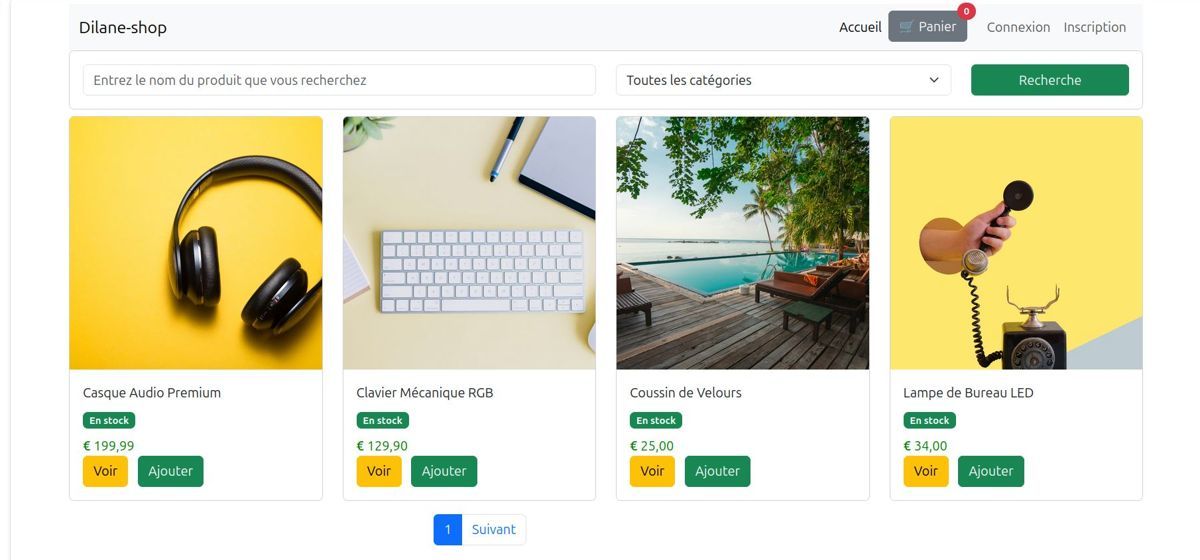 Dilane-shop
Accueil
🛒 Panier
0
Connexion
Inscription
Entrez le nom du produit que vous recherchez
Toutes les catégories
Recherche
Casque Audio Premium
En stock
€ 199,99
Voir
Ajouter
Clavier Mécanique RGB
En stock
€ 129,90
Voir
Ajouter
Coussin de Velours
En stock
€ 25,00
Voir
Ajouter
Lampe de Bureau LED
En stock
€ 34,00
Voir
Ajouter
1
Suivant